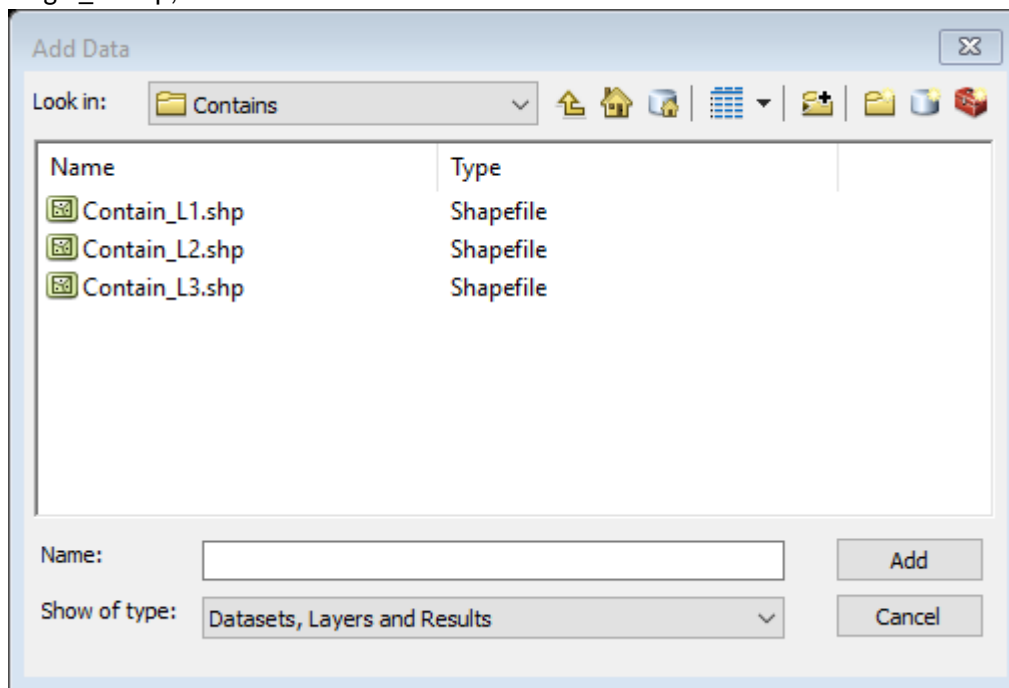 Add Data
Look in: Contains
Name Type
Contain_L1.shp Shapefile
Contain_L2.shp Shapefile
Contain_L3.shp Shapefile
Name: Add
Show of type: Datasets, Layers and Results Cancel